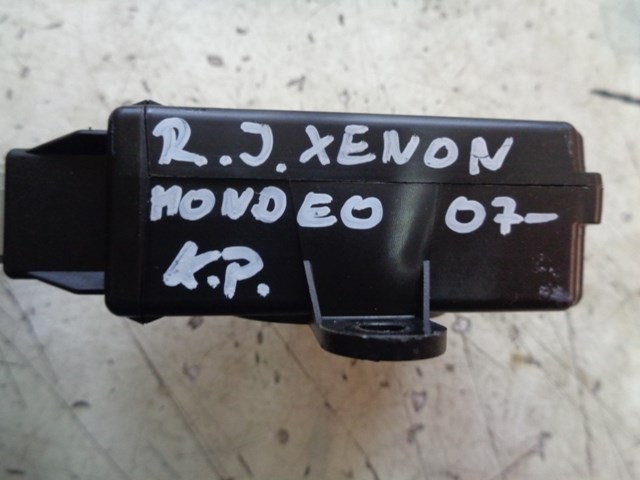 R.J. XENON
MONDEO 07-
K.P.